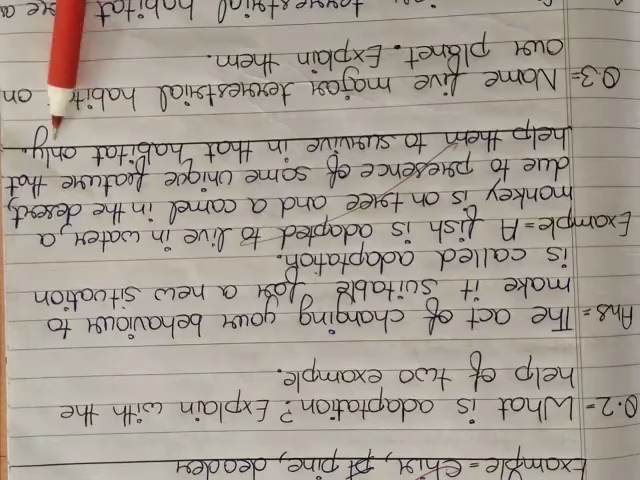 Example = Chir, pine, deodar
Q.2 = What is adaptation? Explain with the
help of two example.
Ans = The act of changing your behaviour to
make it suitable for a new situation
is called adaptation.
Example = A fish is adapted to live in water, a
monkey is on tree and a camel in the desert,
due to presence of some unique feature that
help them to survive in that habitat only.
Q.3 = Name five major terrestrial habit on
our planet. Explain them.
terrestrial habitat